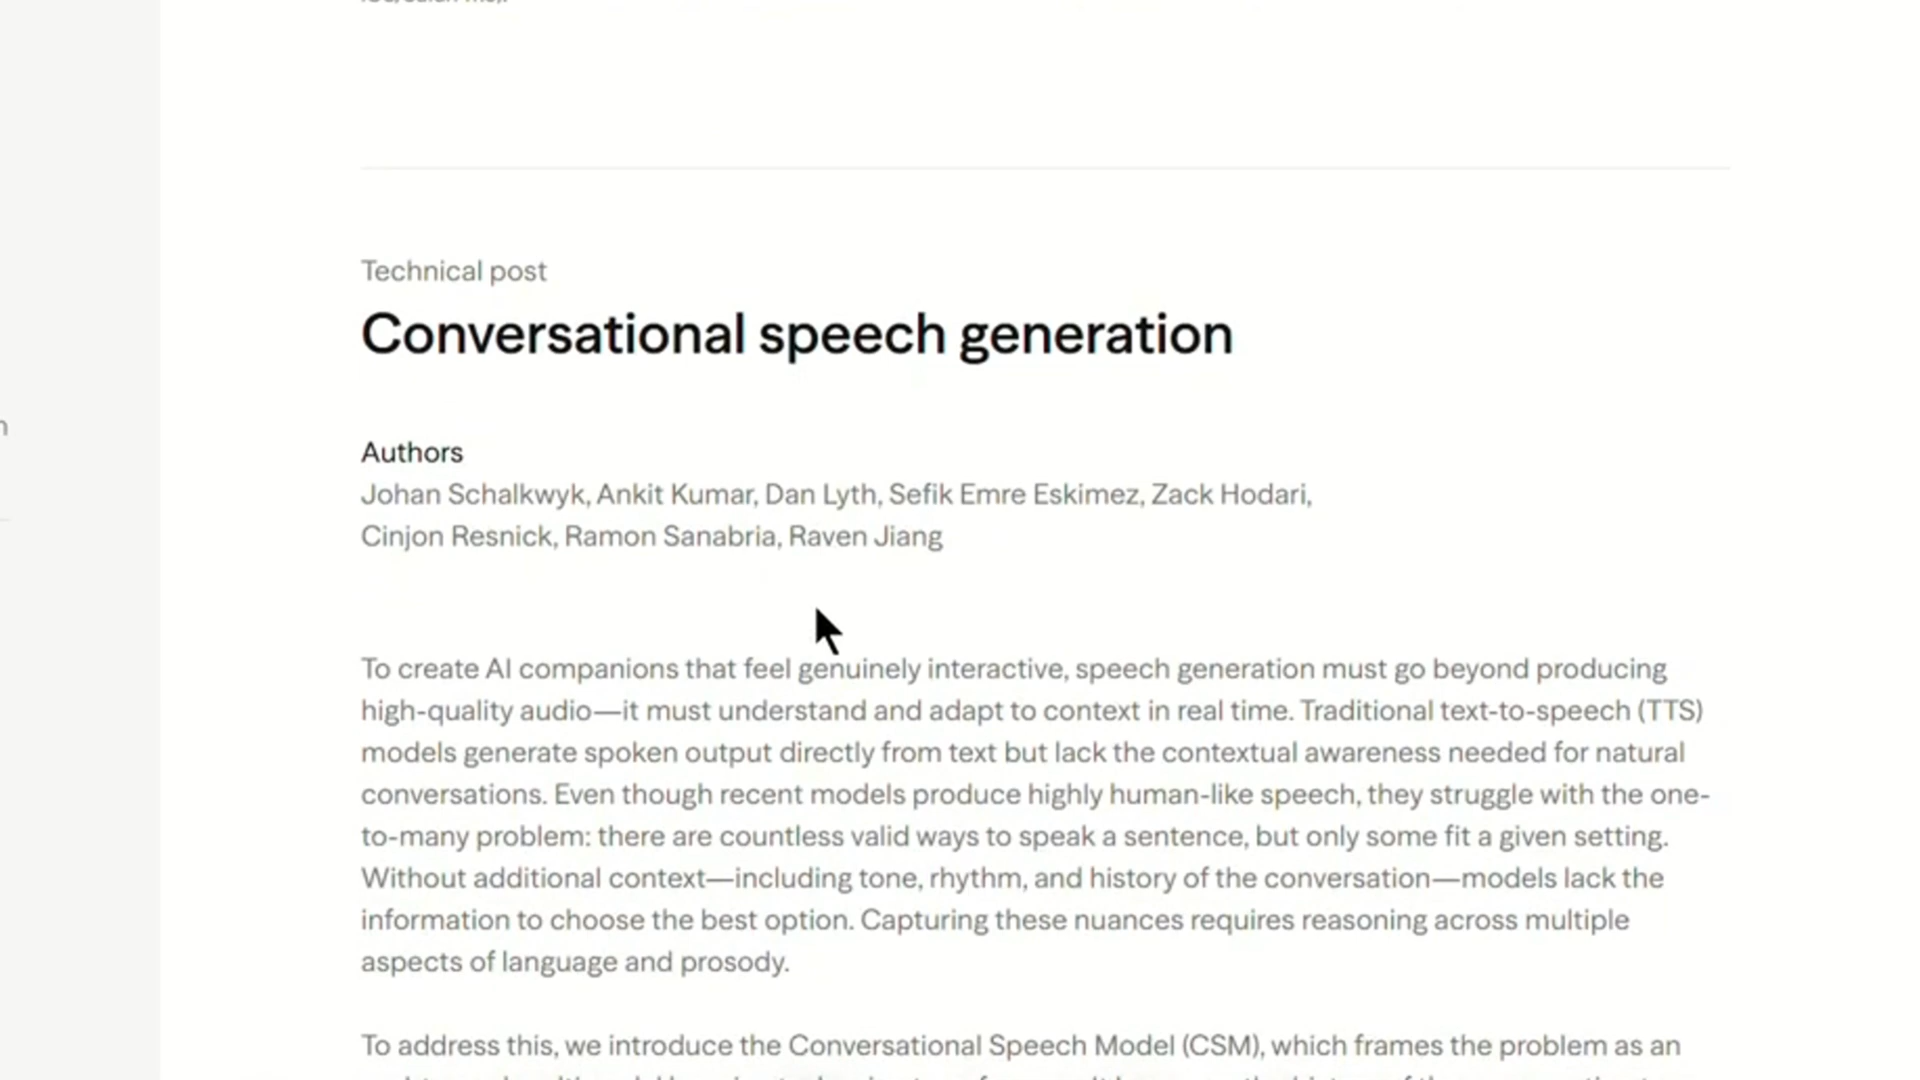 Technical post
Conversational speech generation
Authors
Johan Schalkwyk, Ankit Kumar, Dan Lyth, Sefik Emre Eskimez, Zack Hodari,
Cinjon Resnick, Ramon Sanabria, Raven Jiang
To create AI companions that feel genuinely interactive, speech generation must go beyond producing
high-quality audio—it must understand and adapt to context in real time. Traditional text-to-speech (TTS)
models generate spoken output directly from text but lack the contextual awareness needed for natural
conversations. Even though recent models produce highly human-like speech, they struggle with the one-
to-many problem: there are countless valid ways to speak a sentence, but only some fit a given setting.
Without additional context—including tone, rhythm, and history of the conversation—models lack the
information to choose the best option. Capturing these nuances requires reasoning across multiple
aspects of language and prosody.
To address this, we introduce the Conversational Speech Model (CSM), which frames the problem as an